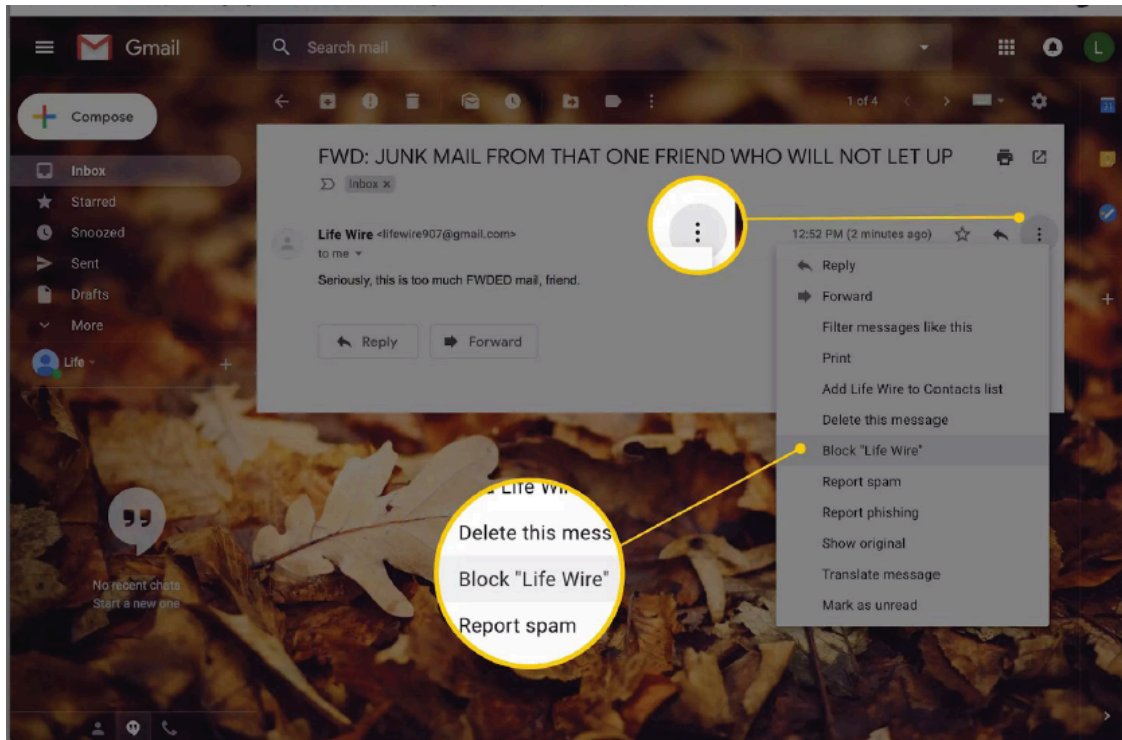 Gmail
Search mail
L
Compose
1 of 4
31
FWD: JUNK MAIL FROM THAT ONE FRIEND WHO WILL NOT LET UP
Inbox x
Inbox
Starred
Snoozed
Sent
Drafts
More
Life
Life Wire <lifewire907@gmail.com>
12:52 PM (2 minutes ago)
to me
Seriously, this is too much FWDED mail, friend.
Reply
Forward
Reply
Forward
Filter messages like this
Print
Add Life Wire to Contacts list
Delete this message
Block "Life Wire"
Report spam
Report phishing
Show original
Translate message
Mark as unread
Life Wir
Delete this mess
Block "Life Wire"
Report spam
No recent chats
Start a new one